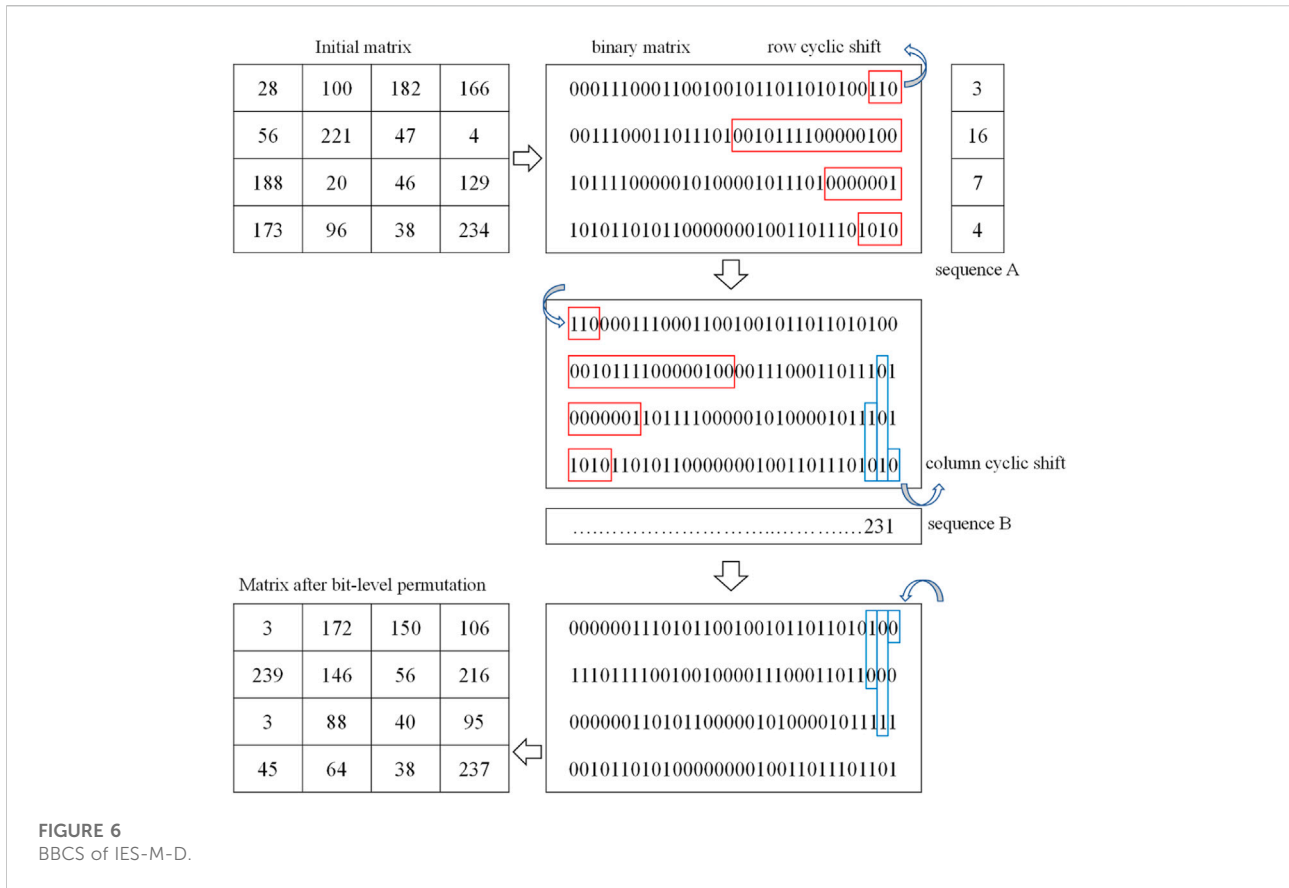 Initial matrix
binary matrix
row cyclic shift
28 100 182 166
56 221 47 4
188 20 46 129
173 96 38 234
00011100011001001011011010100110
00111000110111010010111100000100
10111100000101000010111010000001
10101101011000000010011011101010
3
16
7
4
sequence A
11000011100011001001011011010100
00101111000001000011100011011101
00000011011110000010100001011101
10101101011000000010011011101010
column cyclic shift
……………………………………231
sequence B
Matrix after bit-level permutation
3 172 150 106
239 146 56 216
3 88 40 95
45 64 38 237
00000011101011001001011011010100
11101111001001000011100011011000
00000011010110000010100001011111
00101101010000000010011011101101
FIGURE 6
BBCS of IES-M-D.